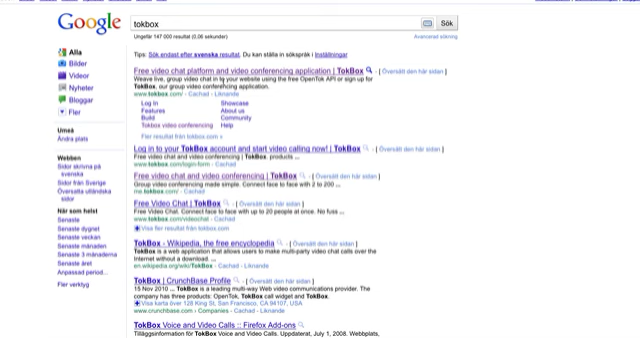 Google
tokbox
Sök
Ungefär 147 000 resultat (0,06 sekunder)
Avancerad sökning
Alla
Bilder
Videor
Nyheter
Bloggar
Fler
Umeå
Ändra plats
Webben
Sidor skrivna på
svenska
Sidor från Sverige
Översatta utländska
sidor
När som helst
Senaste
Senaste dygnet
Senaste veckan
Senaste månaden
Senaste 3 månaderna
Senaste året
Anpassad period...
Fler verktyg
Tips: Sök endast efter svenska resultat. Du kan ställa in sökspråk i Inställningar
Free video chat platform and video conferencing application | TokBox - [ Översätt den här sidan ]
Weave live, group video chat in to your website using the free OpenTok API or sign up for
TokBox, our group video conferencing application.
www.tokbox.com/ - Cachad - Liknande
Log In Showcase
Features About us
Build Community
Tokbox video conferencing Help
Fler resultat från tokbox.com »
Log in to your TokBox account and start video calling now! | TokBox - [ Översätt den här sidan ]
Free video chat and video conferencing | TokBox. products ...
www.tokbox.com/login-form - Cachad
Free video chat and video conferencing | TokBox - [ Översätt den här sidan ]
Group video conferencing made simple. Connect face to face with 2 to 200 ...
me.tokbox.com/ - Cachad
Free Video Chat | TokBox - [ Översätt den här sidan ]
Free Video Chat. Connect face to face with up to 20 people at once. No fuss ...
www.tokbox.com/videochat - Cachad
Visa fler resultat från tokbox.com
TokBox - Wikipedia, the free encyclopedia - [ Översätt den här sidan ]
TokBox is a web application that allows users to make multi-party video chat calls over the
Internet without a download. ...
en.wikipedia.org/wiki/TokBox - Cachad - Liknande
TokBox | CrunchBase Profile - [ Översätt den här sidan ]
15 Nov 2010 ... TokBox is a leading multi-way Web video communications provider. The
company has three products: OpenTok, TokBox call widget and TokBox.
Visa karta över 128 King St, San Francisco, CA 94107, USA
www.crunchbase.com › Companies - Cachad - Liknande
TokBox Voice and Video Calls :: Firefox Add-ons
Tilläggsinformation för TokBox Voice and Video Calls. Uppdaterat, July 1, 2008. Webbplats,